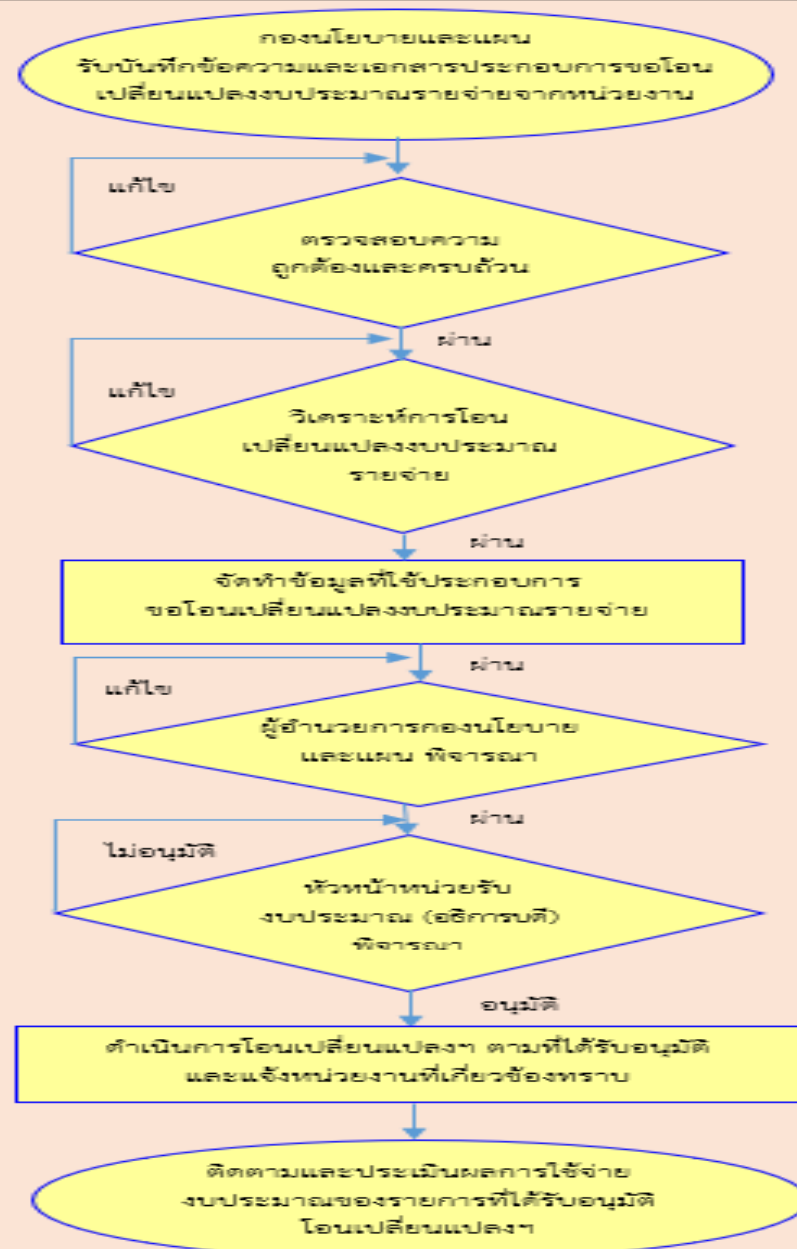 กองนโยบายและแผน
รับบันทึกข้อความและเอกสารประกอบการขอโอน
เปลี่ยนแปลงงบประมาณรายจ่ายจากหน่วยงาน
แก้ไข
ตรวจสอบความ
ถูกต้องและครบถ้วน
ผ่าน
แก้ไข
วิเคราะห์การโอน
เปลี่ยนแปลงงบประมาณ
รายจ่าย
ผ่าน
จัดทำข้อมูลที่ใช้ประกอบการ
ขอโอนเปลี่ยนแปลงงบประมาณรายจ่าย
ผ่าน
แก้ไข
ผู้อำนวยการกองนโยบาย
และแผน พิจารณา
ผ่าน
ไม่อนุมัติ
หัวหน้าหน่วยรับ
งบประมาณ (อธิการบดี)
พิจารณา
อนุมัติ
ดำเนินการโอนเปลี่ยนแปลงฯ ตามที่ได้รับอนุมัติ
และแจ้งหน่วยงานที่เกี่ยวข้องทราบ
ติดตามและประเมินผลการใช้จ่าย
งบประมาณของรายการที่ได้รับอนุมัติ
โอนเปลี่ยนแปลงฯ